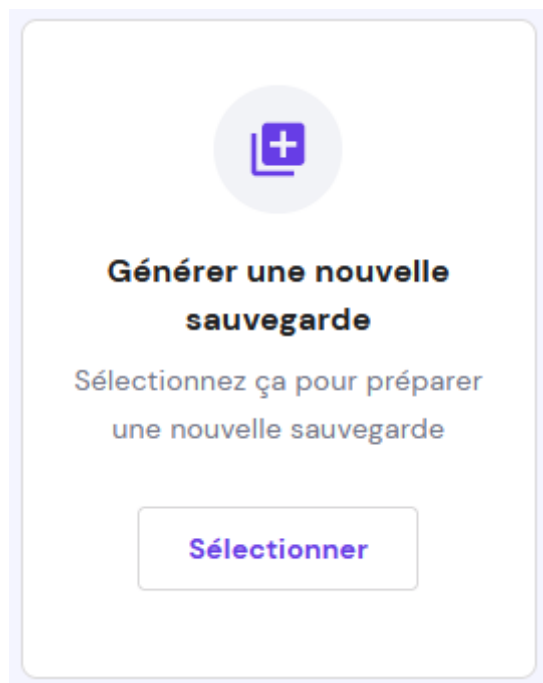 Générer une nouvelle
sauvegarde
Sélectionnez ça pour préparer
une nouvelle sauvegarde
Sélectionner